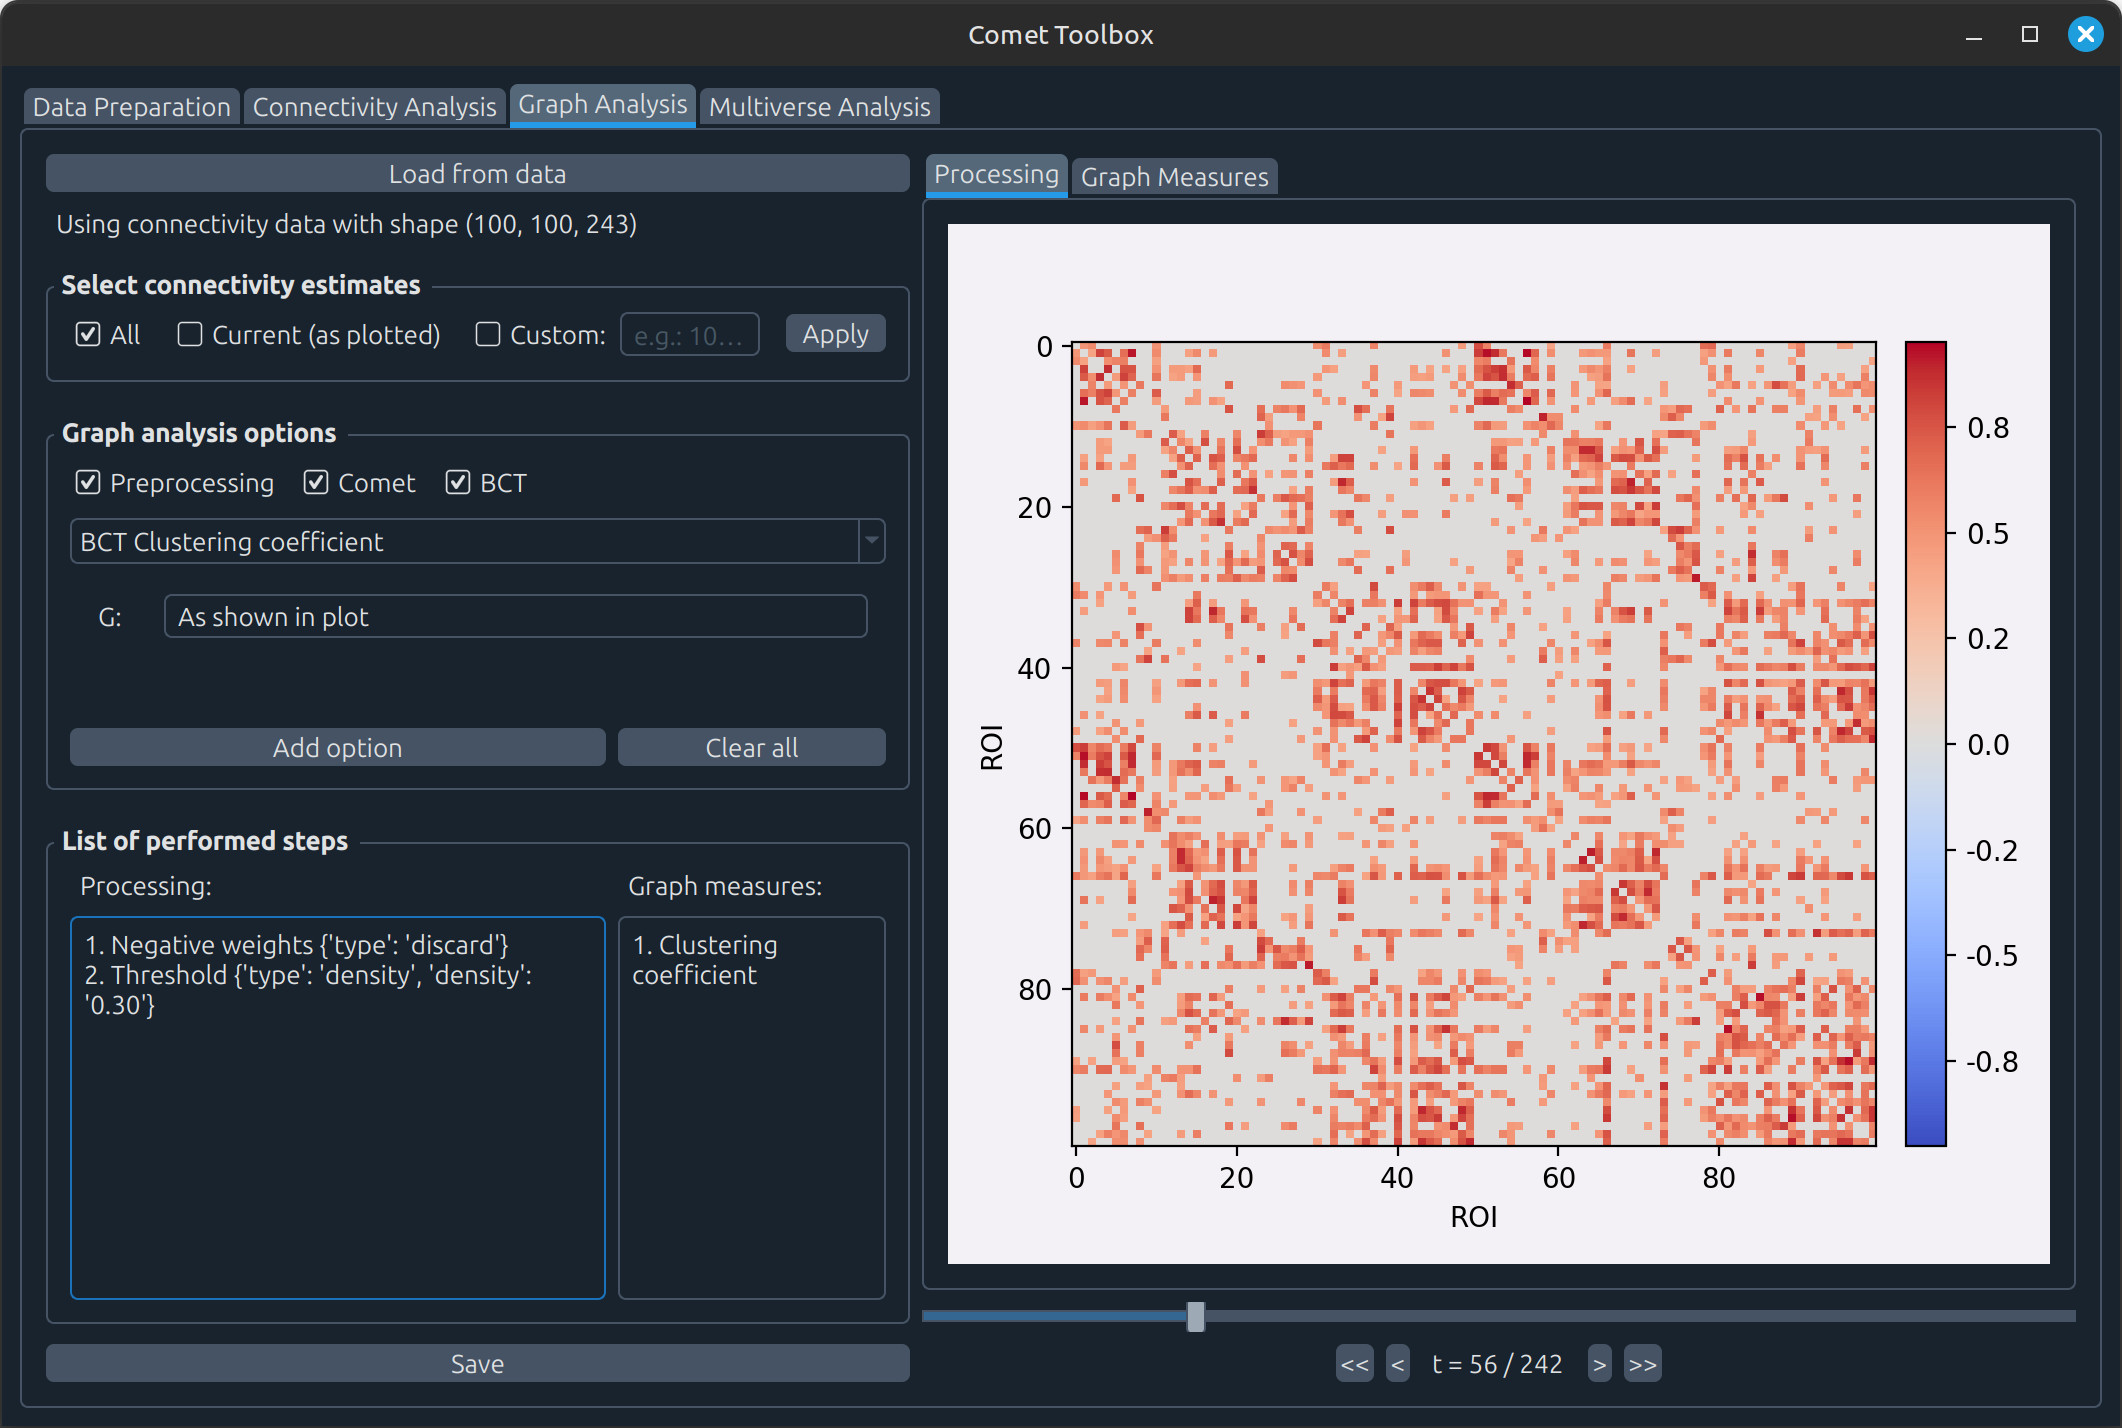 Comet Toolbox
Data Preparation
Connectivity Analysis
Graph Analysis
Multiverse Analysis
Load from data
Using connectivity data with shape (100, 100, 243)
Select connectivity estimates
All
Current (as plotted)
Custom:
e.g.: 10...
Apply
Graph analysis options
Preprocessing
Comet
BCT
BCT Clustering coefficient
G:
As shown in plot
Add option
Clear all
List of performed steps
Processing:
1. Negative weights {'type': 'discard'}
2. Threshold {'type': 'density', 'density':
'0.30'}
Graph measures:
1. Clustering
coefficient
Save
Processing
Graph Measures
0
20
40
60
80
ROI
0
20
40
60
80
ROI
0.8
0.5
0.2
0.0
-0.2
-0.5
-0.8
<<
<
t = 56 / 242
>
>>